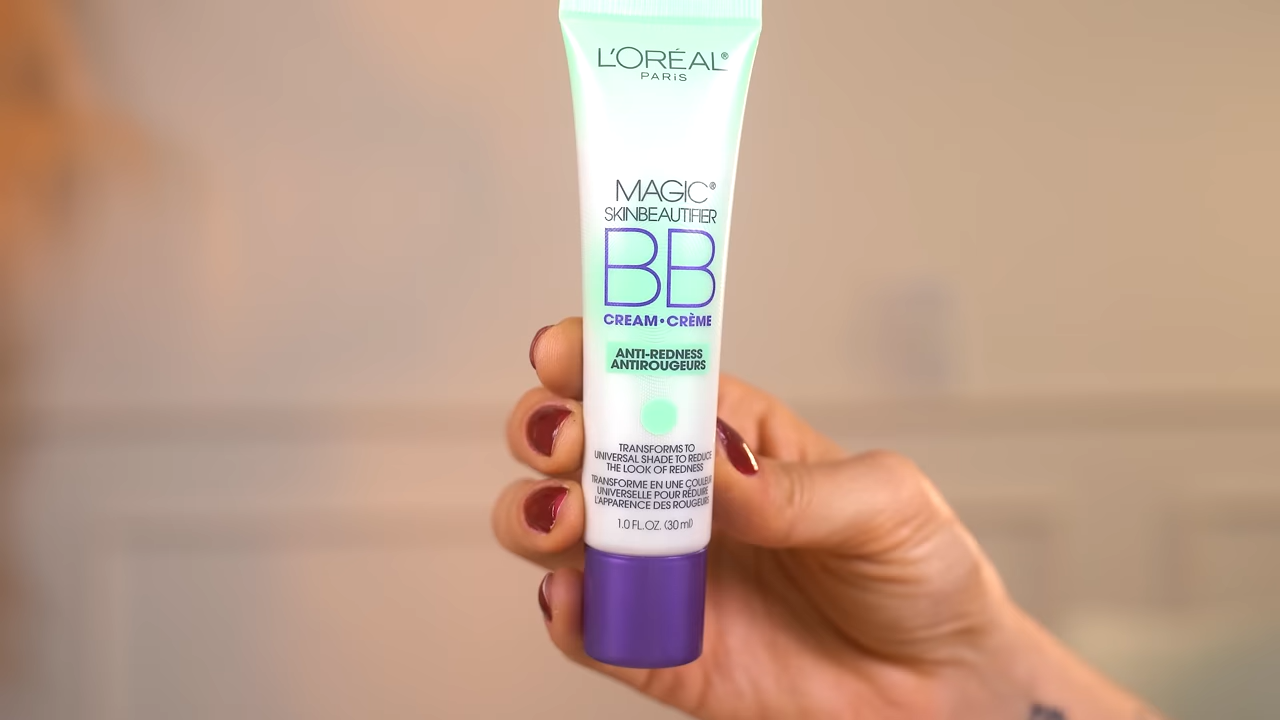 L'ORÉAL®
PARiS
MAGIC®
SKINBEAUTIFIER
BB
CREAM•CRÈME
ANTI-REDNESS
ANTIROUGEURS
TRANSFORMS TO
UNIVERSAL SHADE TO REDUCE
THE LOOK OF REDNESS
TRANSFORME EN UNE COULEUR
UNIVERSELLE POUR RÉDUIRE
L'APPARENCE DES ROUGEURS
1.0 FL. OZ. (30 ml)